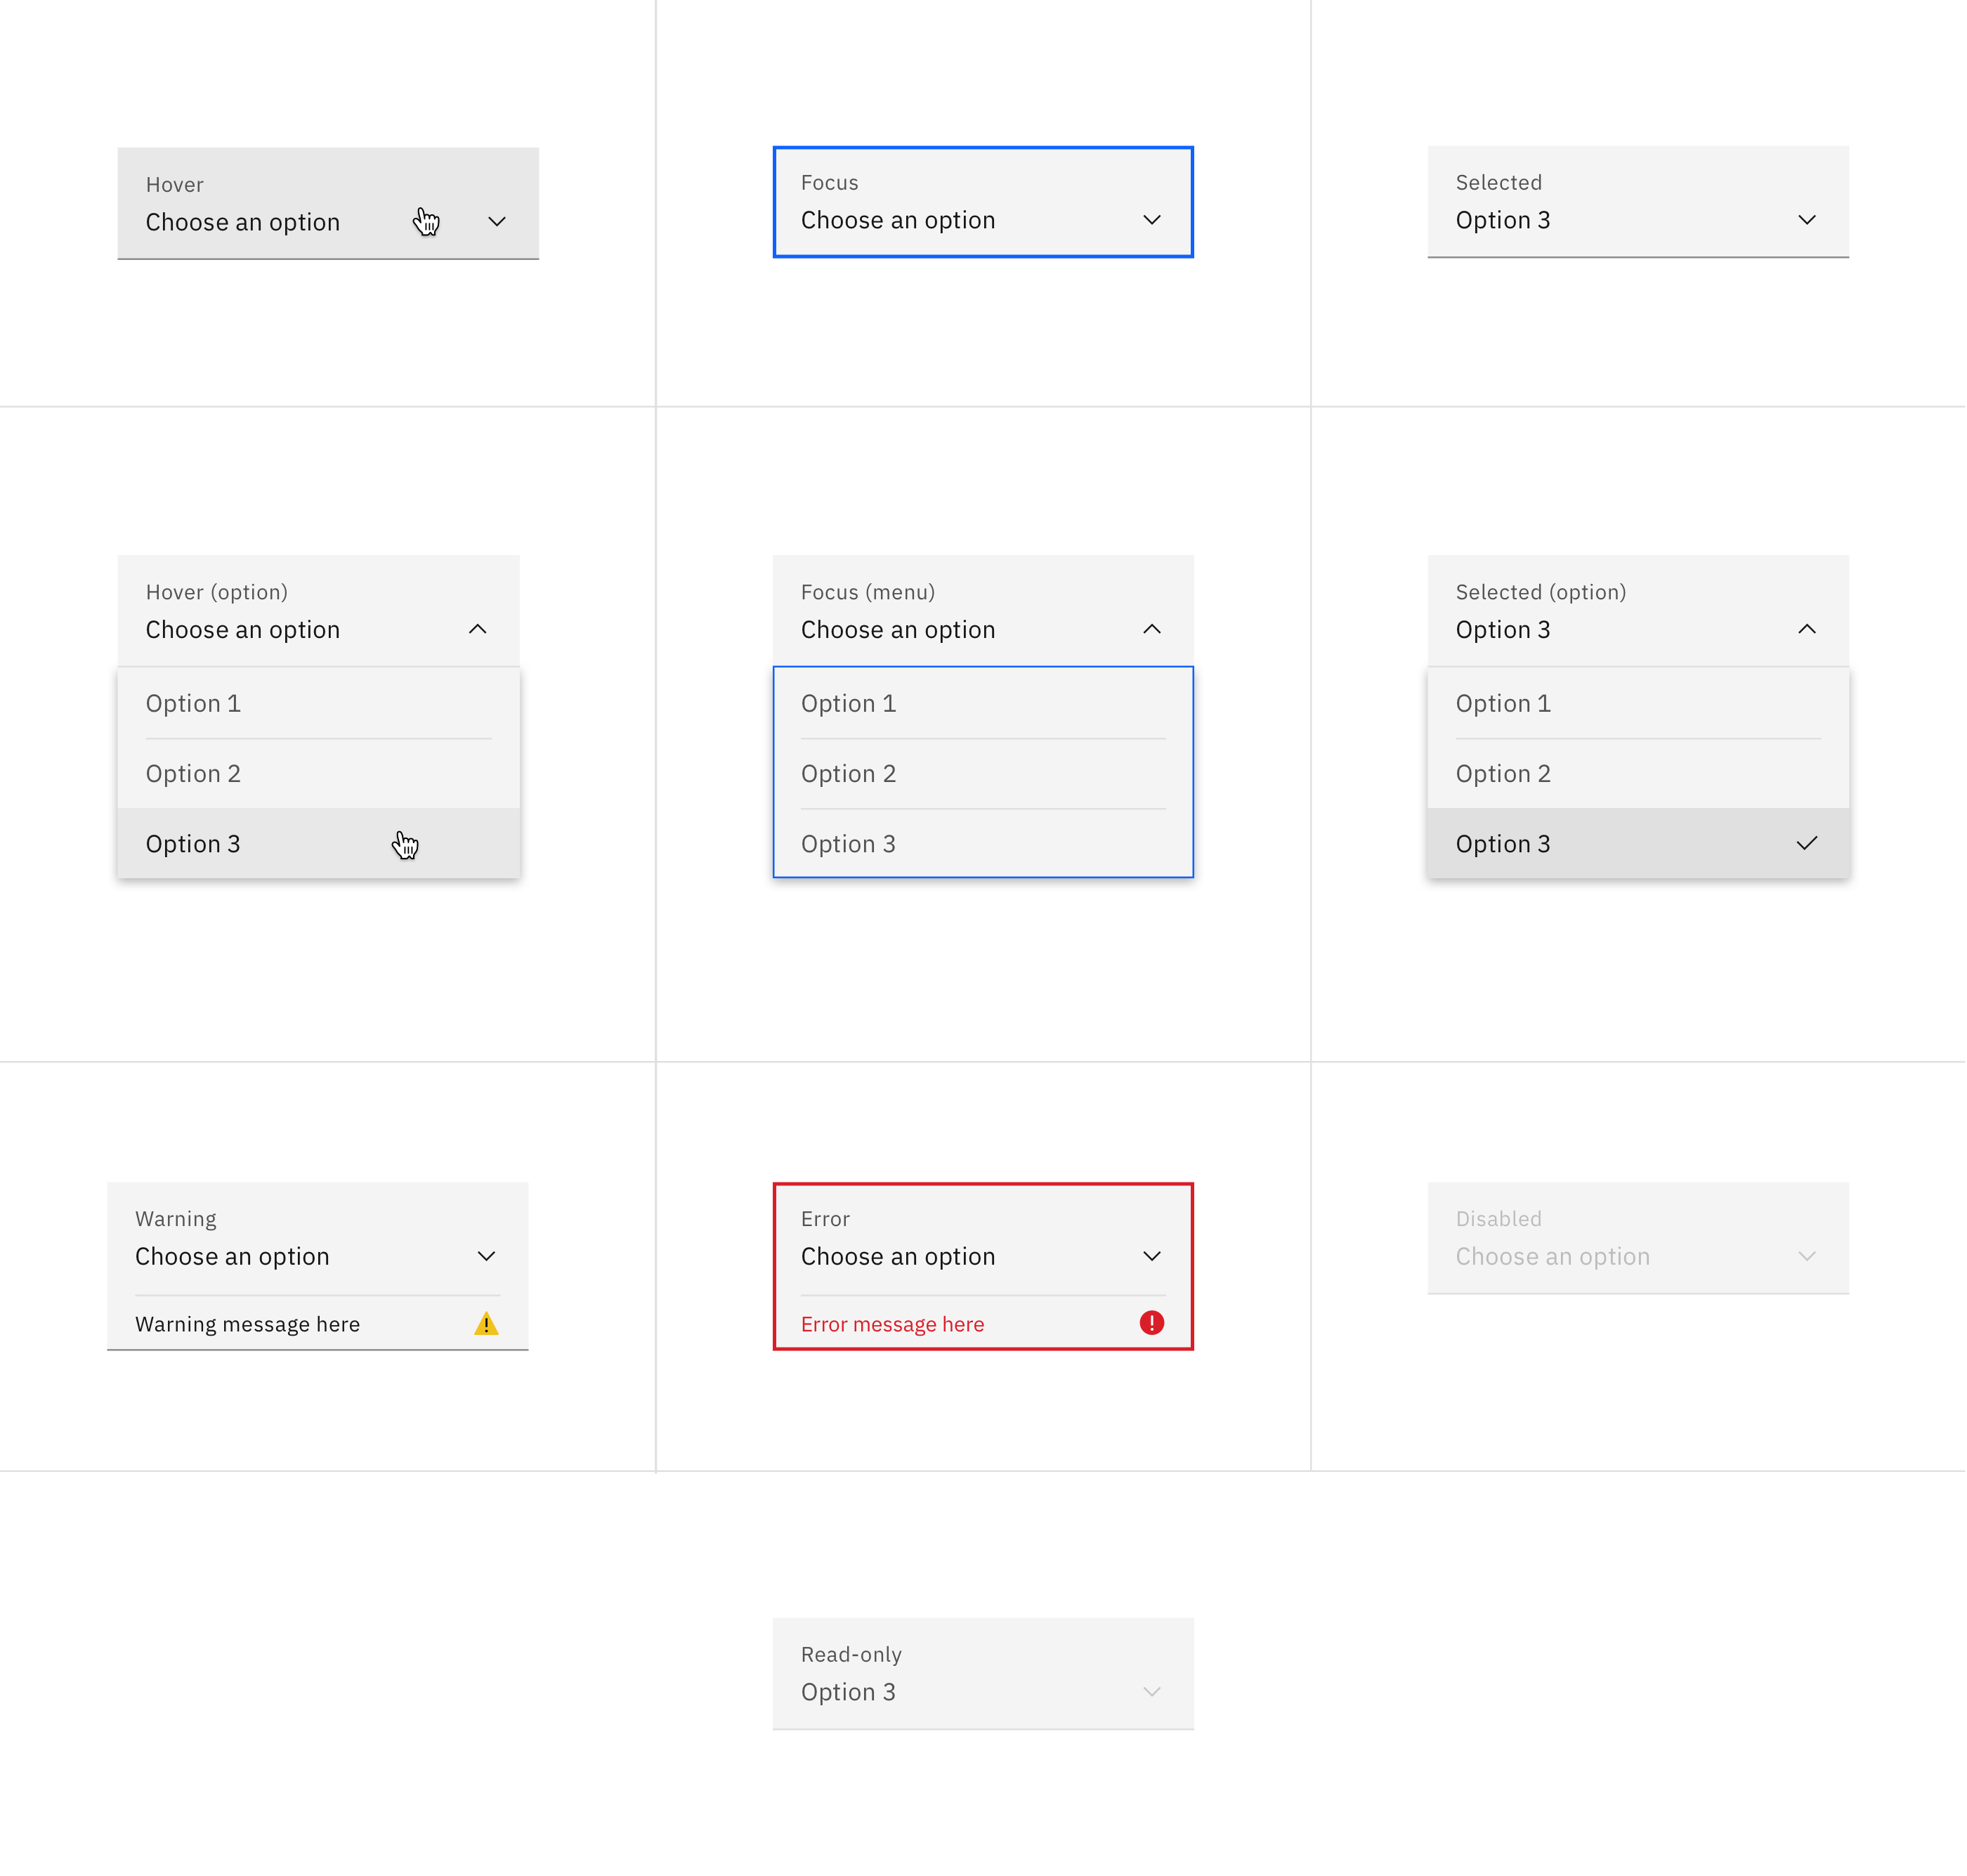 Hover
Choose an option
Focus
Choose an option
Selected
Option 3
Hover (option)
Choose an option
Option 1
Option 2
Option 3
Focus (menu)
Choose an option
Option 1
Option 2
Option 3
Selected (option)
Option 3
Option 1
Option 2
Option 3
Warning
Choose an option
Warning message here
Error
Choose an option
Error message here
Disabled
Choose an option
Read-only
Option 3